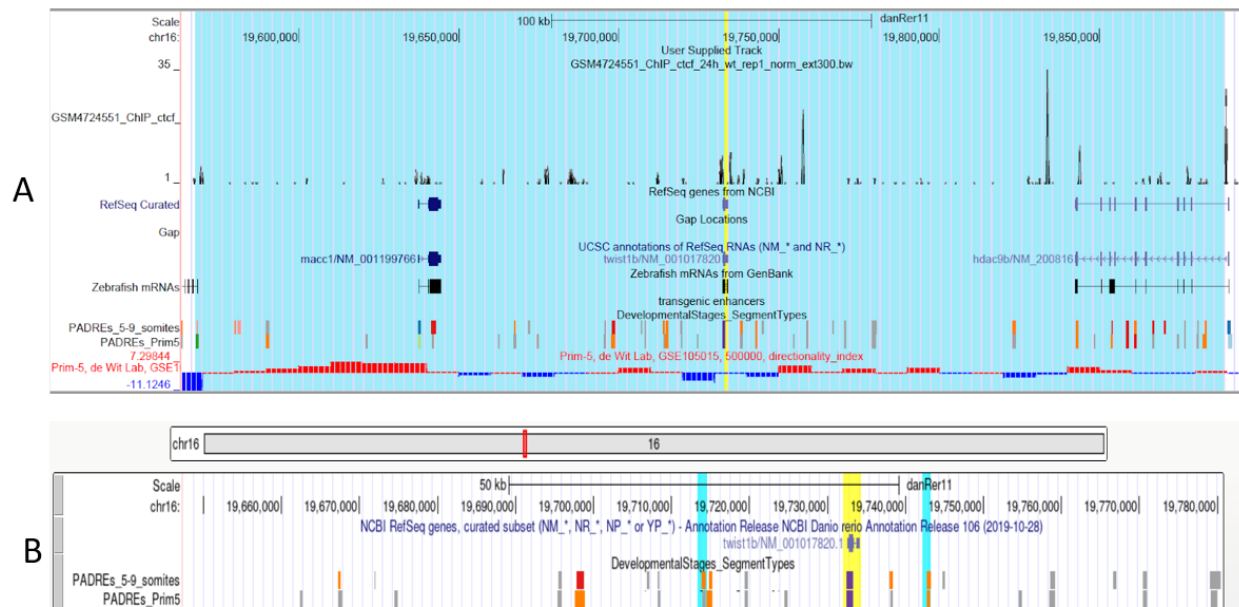 A
Scale 100 kb danRer11
chr16: 19,600,000 19,650,000 19,700,000 19,750,000 19,800,000 19,850,000
User Supplied Track
35 _ GSM4724551_ChIP_ctcf_24h_wt_rep1_norm_ext300.bw
GSM4724551_ChIP_ctcf_
1 _
RefSeq genes from NCBI
RefSeq Curated
Gap Locations
Gap
UCSC annotations of RefSeq RNAs (NM_* and NR_*)
macc1/NM_001199766 twist1b/NM_001017820 hdac9b/NM_200816
Zebrafish mRNAs from GenBank
Zebrafish mRNAs
transgenic enhancers
DevelopmentalStages_SegmentTypes
PADREs_5-9_somites
PADREs_Prim5
7.29844 _ Prim-5, de Wit Lab, GSE105015, 500000, directionality_index
Prim-5, de Wit Lab, GSE1
-11.1246 _
B
chr16 16
Scale 50 kb danRer11
chr16: 19,660,000 19,670,000 19,680,000 19,690,000 19,700,000 19,710,000 19,720,000 19,730,000 19,740,000 19,750,000 19,760,000 19,770,000 19,780,000
NCBI RefSeq genes, curated subset (NM_*, NR_*, NP_* or YP_*) - Annotation Release NCBI Danio rerio Annotation Release 106 (2019-10-28)
twist1b/NM_001017820.1
DevelopmentalStages_SegmentTypes
PADREs_5-9_somites
PADREs_Prim5